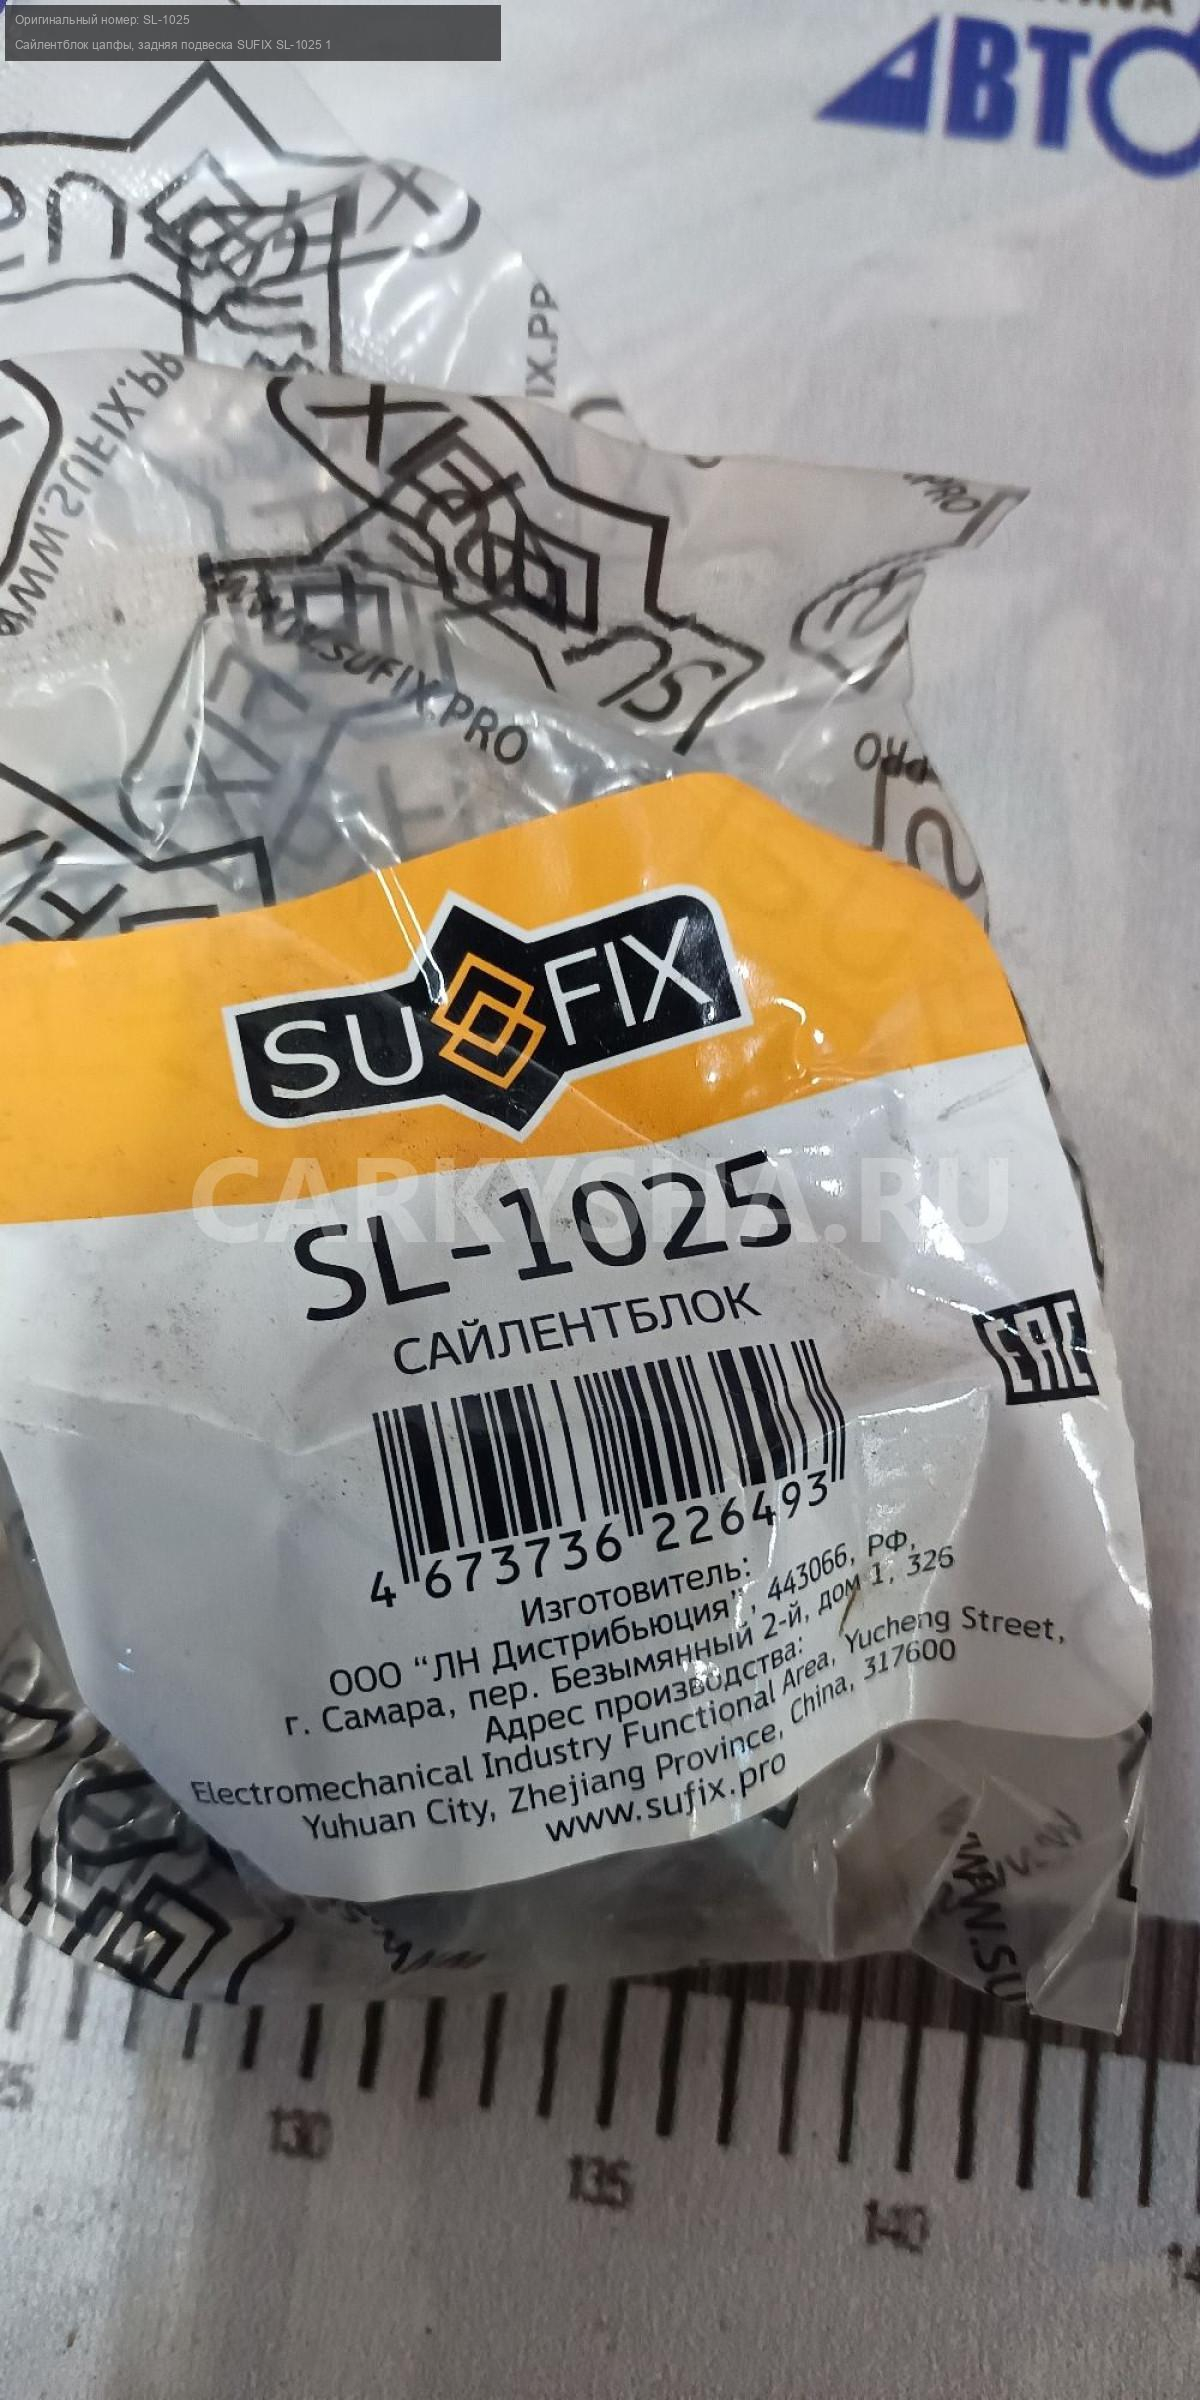 Оригинальный номер: SL-1025
Сайлентблок цапфы, задняя подвеска SUFIX SL-1025 1
АВТО
WWW.SUFIX.PRO
SUFIX
CARKYSHA.RU
SL-1025
САЙЛЕНТБЛОК
EAC
4 673736 226493
Изготовитель:
ООО “ЛН Дистрибьюция”, 443066, РФ,
г. Самара, пер. Безымянный 2-й, дом 1, 326
Адрес производства:
Electromechanical Industry Functional Area, Yucheng Street,
Yuhuan City, Zhejiang Province, China, 317600
www.sufix.pro
130
135
140